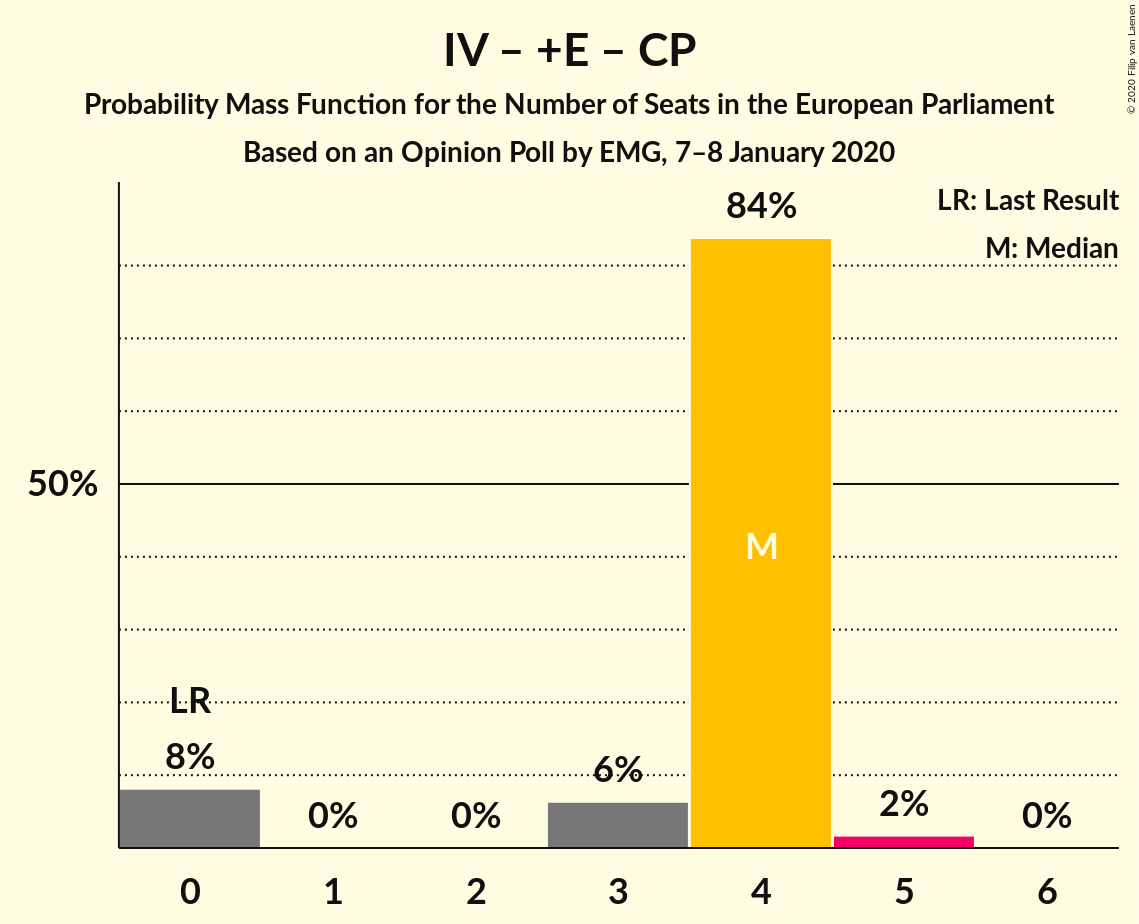 IV – +E – CP
Probability Mass Function for the Number of Seats in the European Parliament
Based on an Opinion Poll by EMG, 7–8 January 2020
© 2020 Filip van Laenen
LR: Last Result
M: Median
84%
50%
M
LR
8%
0%
0%
6%
2%
0%
0
1
2
3
4
5
6